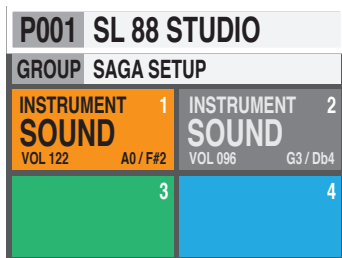 P001 SL 88 STUDIO
GROUP SAGA SETUP
INSTRUMENT 1 INSTRUMENT 2
SOUND SOUND
VOL 122 A0 / F#2 VOL 096 G3 / Db4
3 4